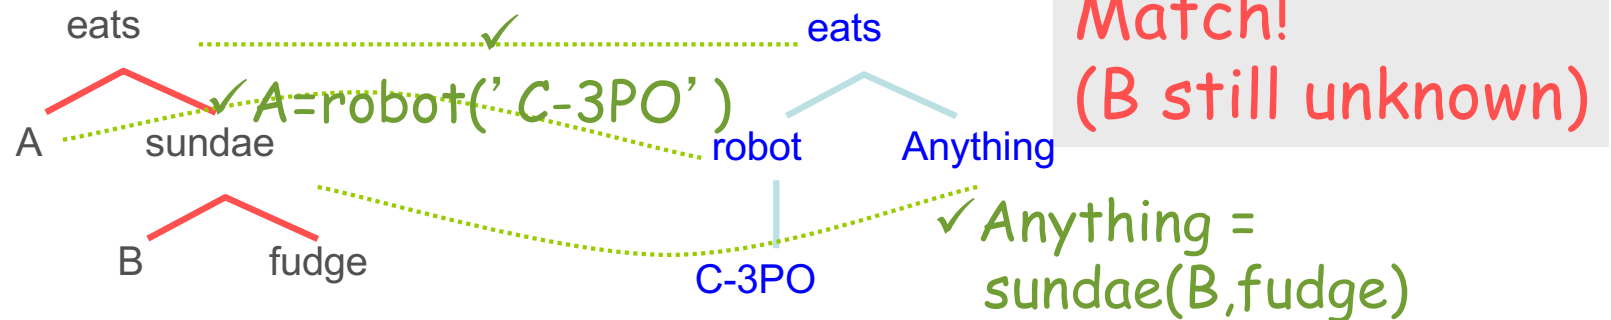 eats
✓
eats
Match!
(B still unknown)
✓A=robot('C-3PO')
A
sundae
robot
Anything
✓Anything =
sundae(B,fudge)
B
fudge
C-3PO